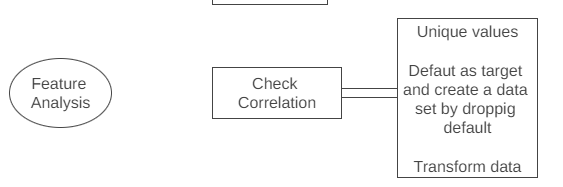 Feature
Analysis
Check
Correlation
Unique values
Defaut as target
and create a data
set by droppig
default
Transform data